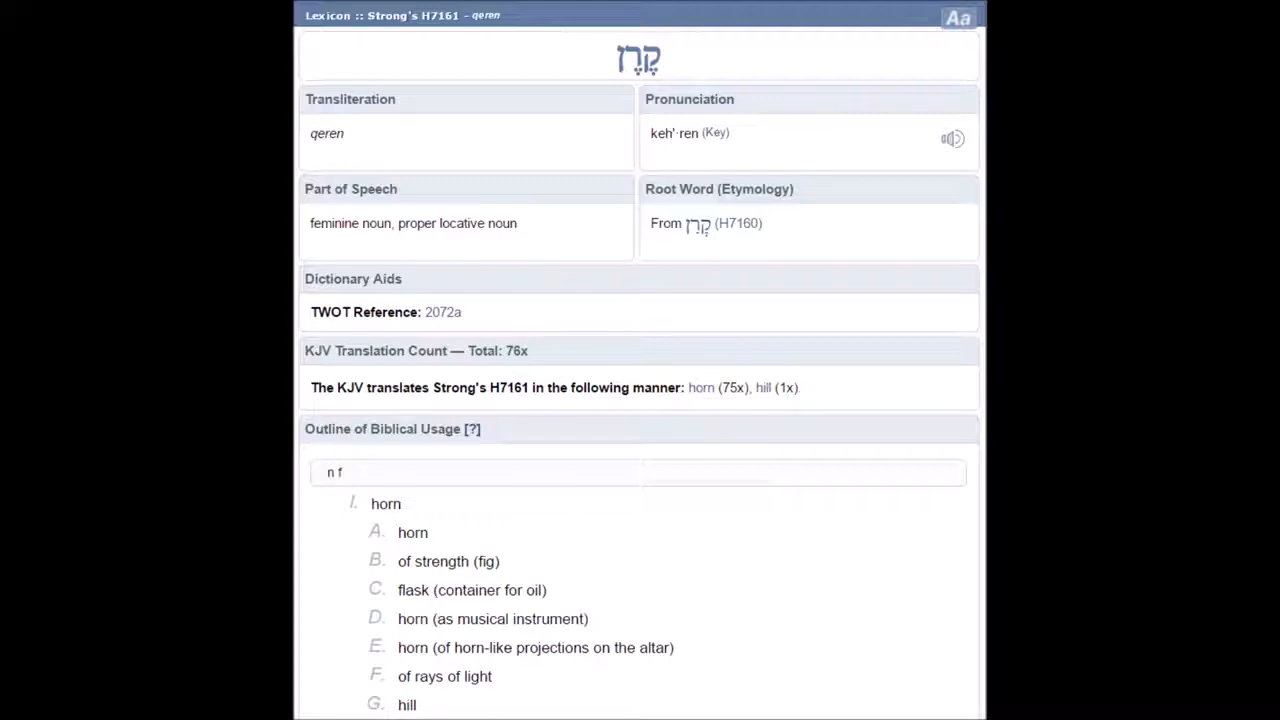 Lexicon :: Strong's H7161 - qeren
Aa
קֶרֶן
Transliteration
Pronunciation
qeren
keh'·ren (Key)
Part of Speech
Root Word (Etymology)
feminine noun, proper locative noun
From קָרַן (H7160)
Dictionary Aids
TWOT Reference: 2072a
KJV Translation Count — Total: 76x
The KJV translates Strong's H7161 in the following manner: horn (75x), hill (1x).
Outline of Biblical Usage [?]
n f
I. horn
A. horn
B. of strength (fig)
C. flask (container for oil)
D. horn (as musical instrument)
E. horn (of horn-like projections on the altar)
F. of rays of light
G. hill